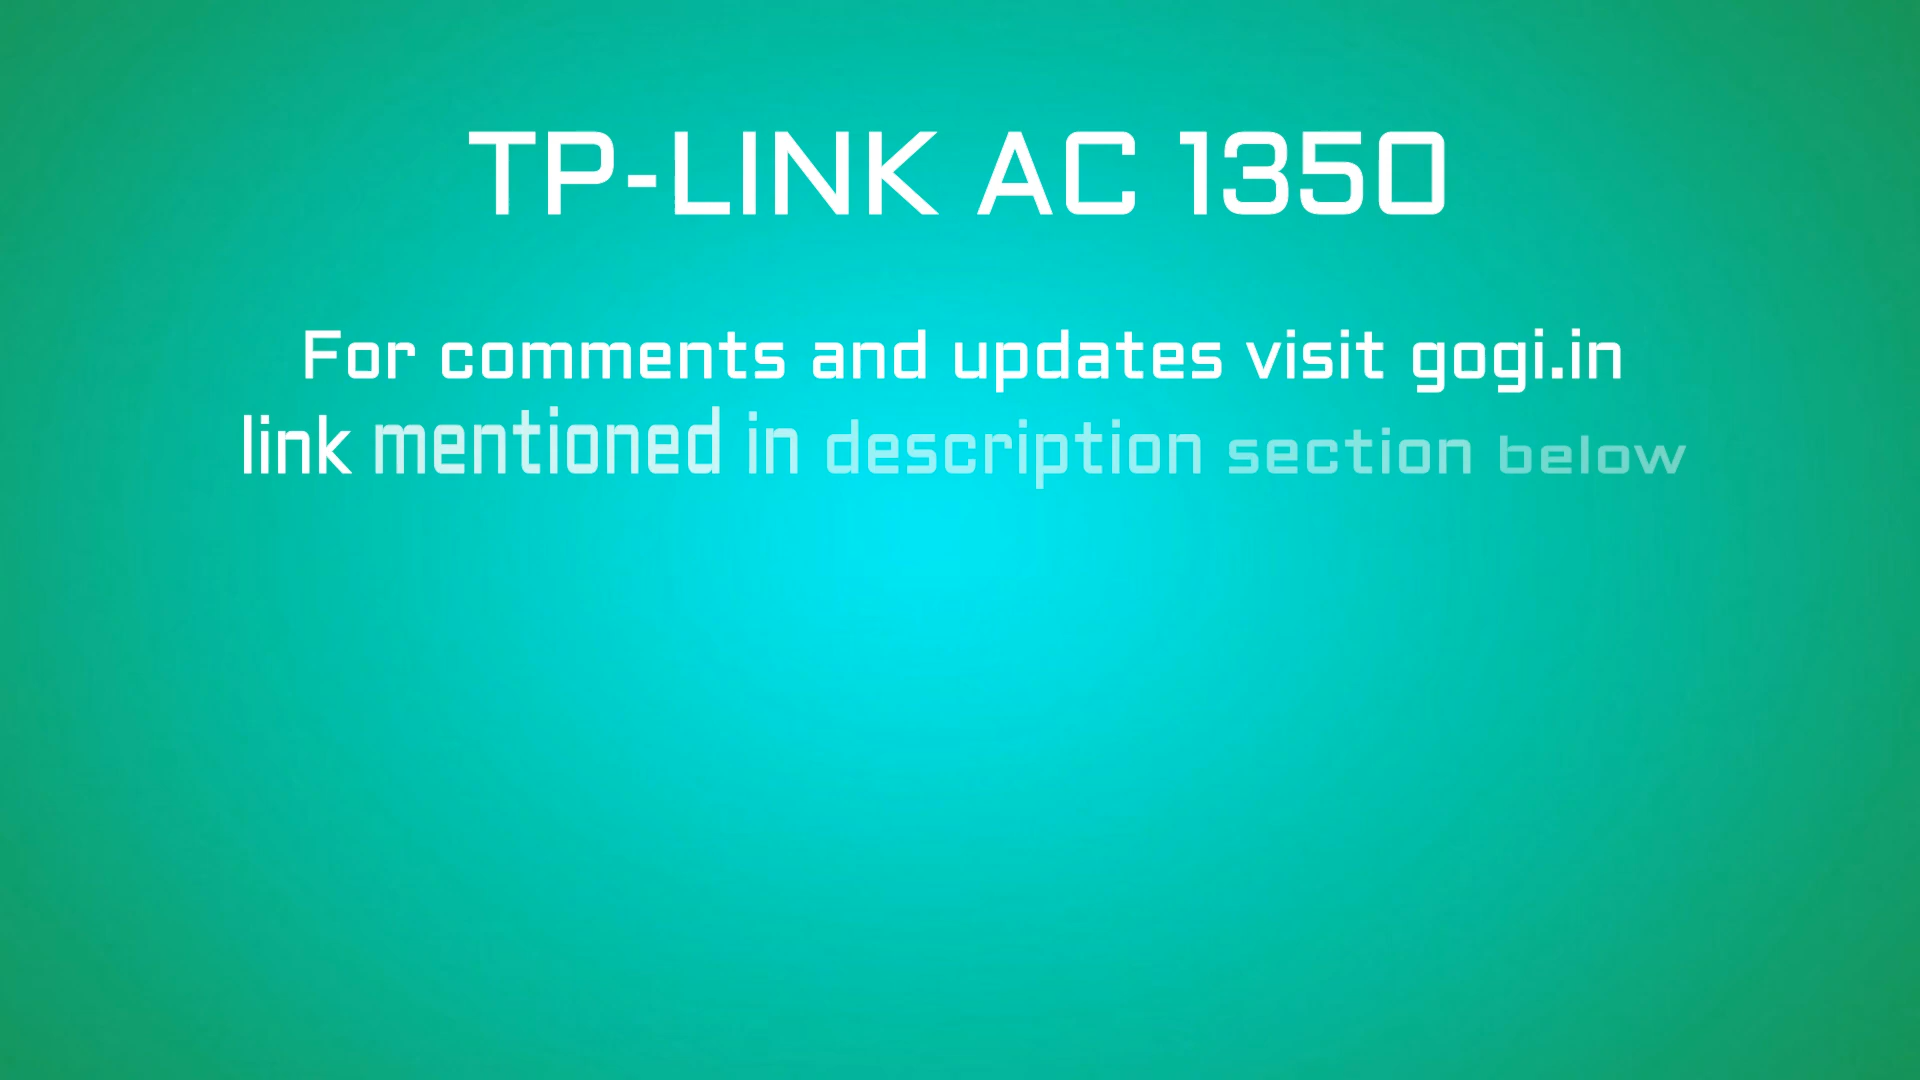 TP-LINK AC 1350
For comments and updates visit gogi.in
link mentioned in description section below